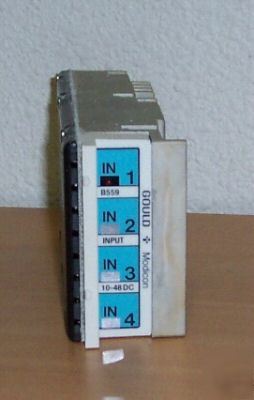 IN 1
B559
IN 2
INPUT
IN 3
10-48 DC
IN 4
GOULD
Modicon